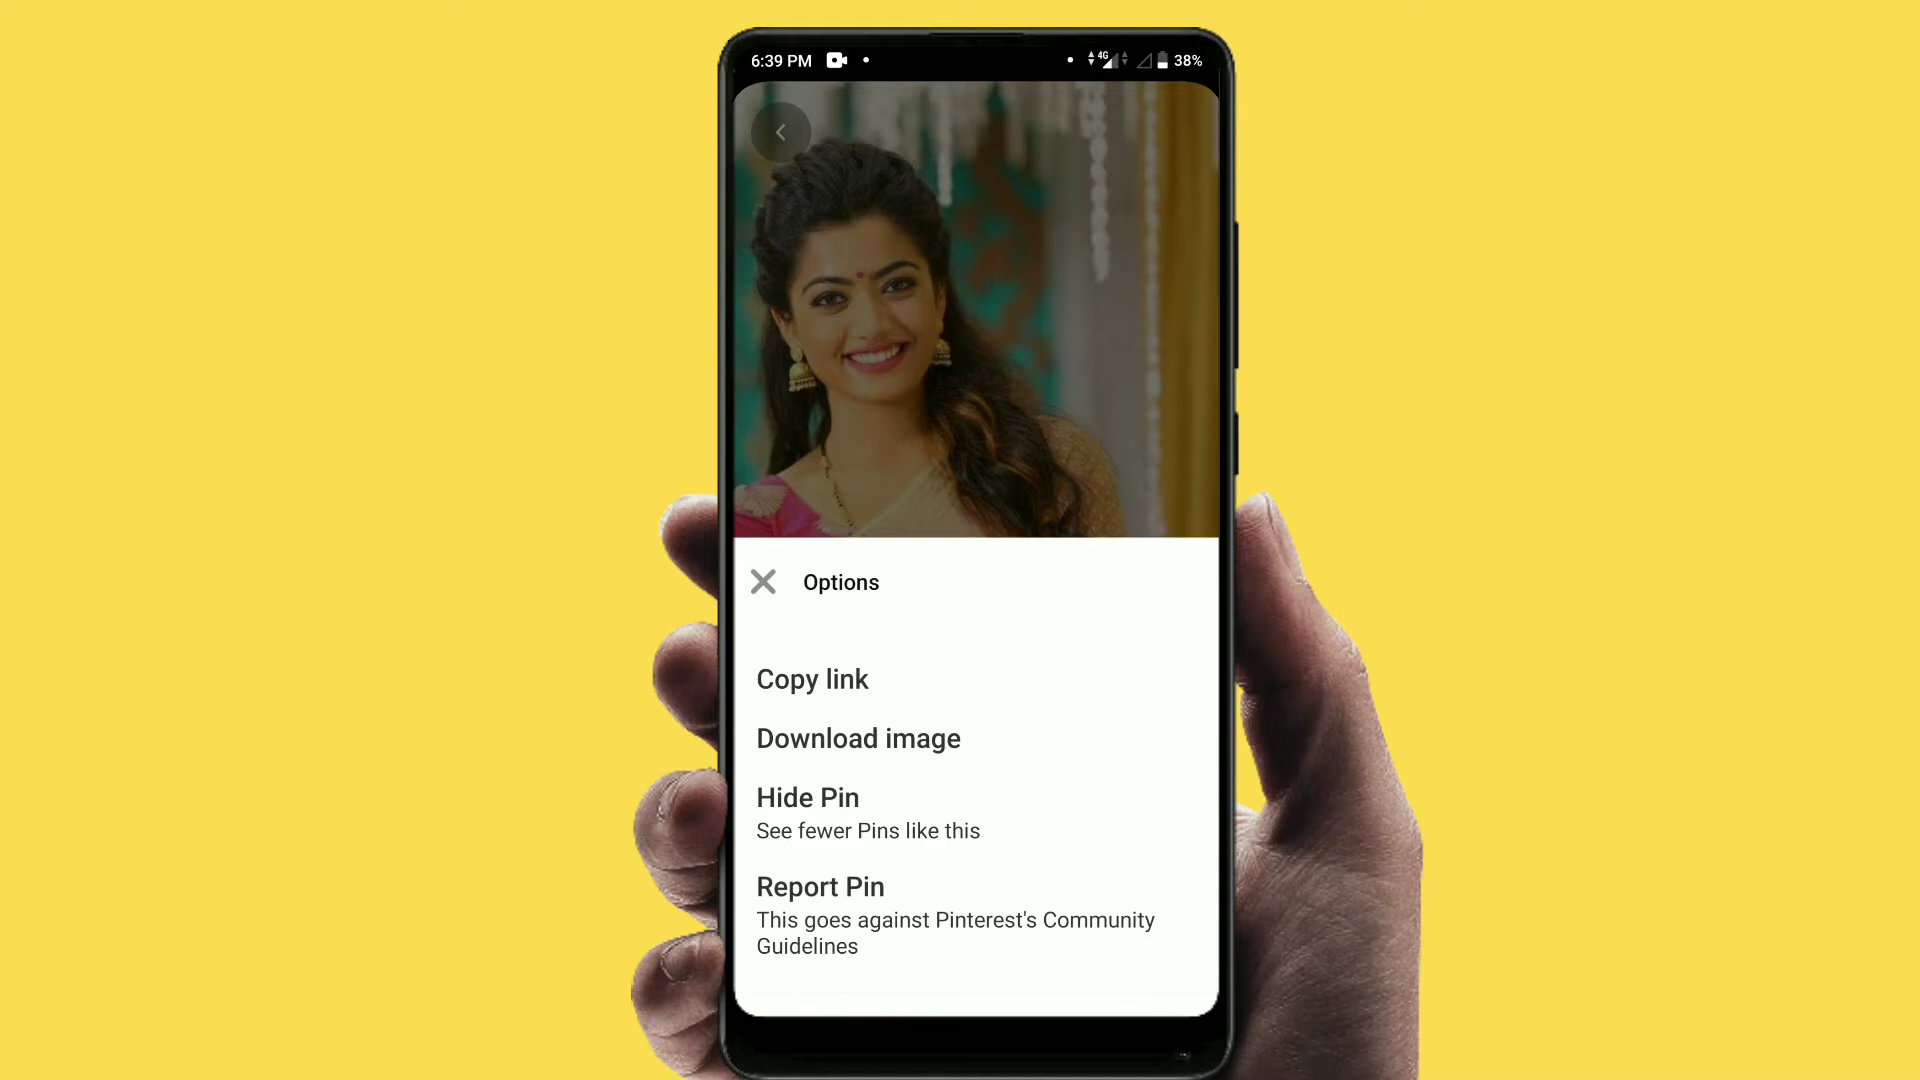 6:39 PM 4G 38%
Options
Copy link
Download image
Hide Pin
See fewer Pins like this
Report Pin
This goes against Pinterest's Community
Guidelines